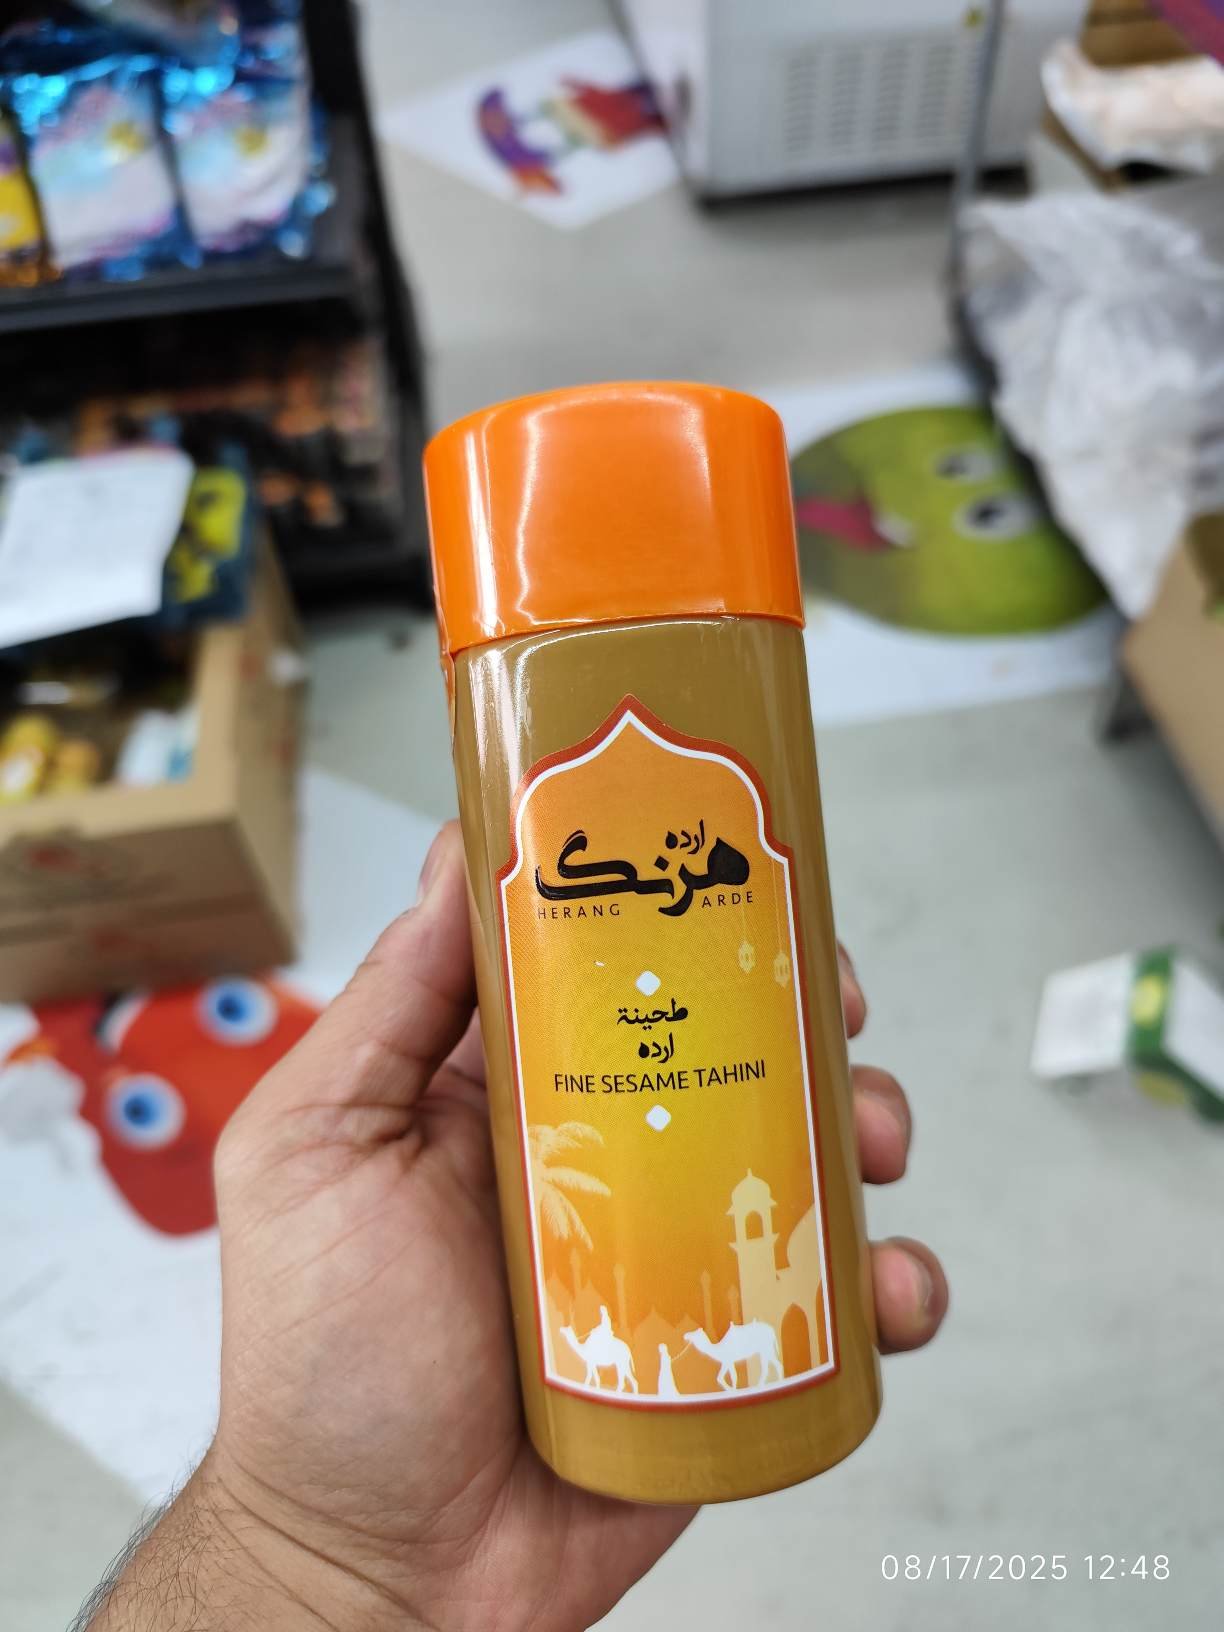 ارده
هرنگ
HERANG ARDE
طحينة
ارده
FINE SESAME TAHINI
08/17/2025 12:48